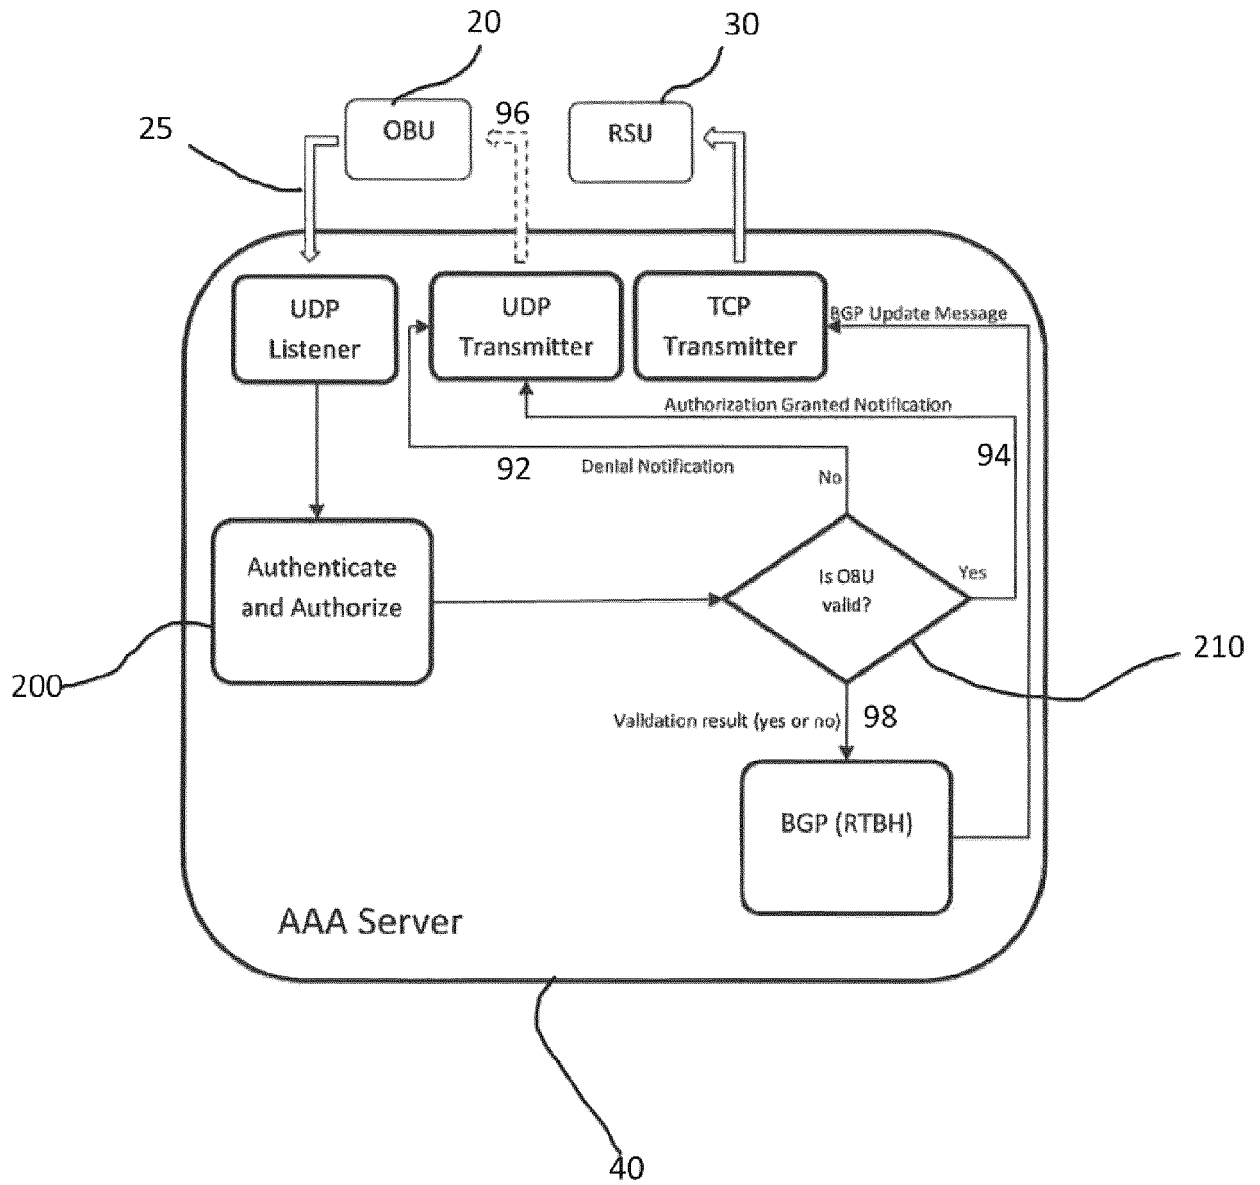 20
30
OBU
96
RSU
25
UDP
Listener
UDP
Transmitter
TCP
Transmitter
BGP Update Message
Authorization Granted Notification
92
Denial Notification
94
No
Authenticate
and Authorize
Is OBU
valid?
Yes
200
210
Validation result (yes or no)
98
BGP (RTBH)
AAA Server
40